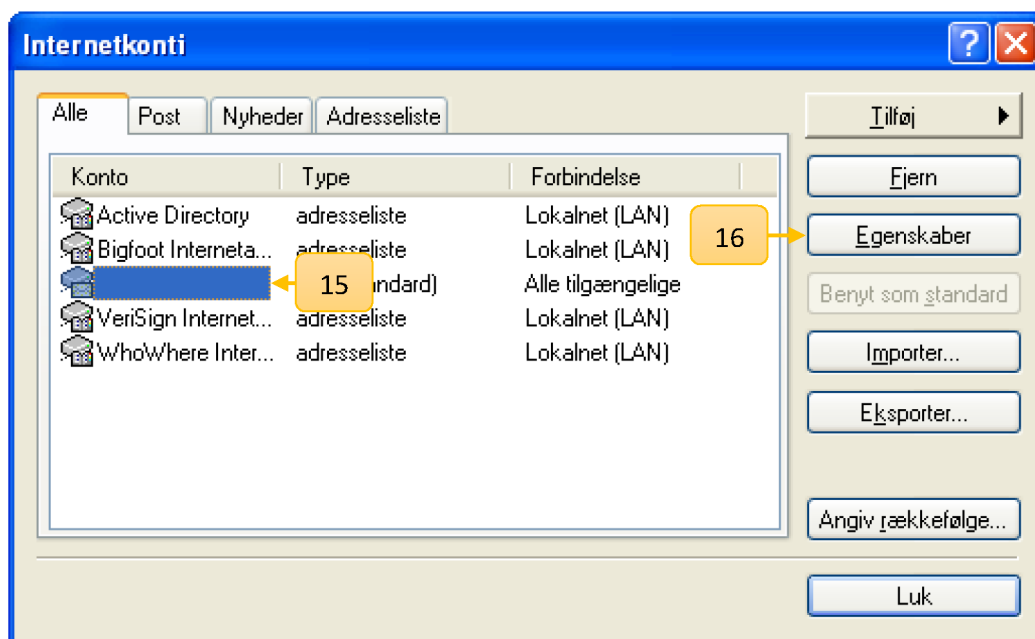 Internetkonti
Alle Post Nyheder Adresseliste
Tilføj
Konto Type Forbindelse
Fjern
Active Directory adresseliste Lokalnet (LAN)
16
Egenskaber
Bigfoot Interneta... adresseliste Lokalnet (LAN)
15
ndard) Alle tilgængelige
Benyt som standard
VeriSign Internet... adresseliste Lokalnet (LAN)
WhoWhere Inter... adresseliste Lokalnet (LAN)
Importer...
Eksporter...
Angiv rækkefølge...
Luk